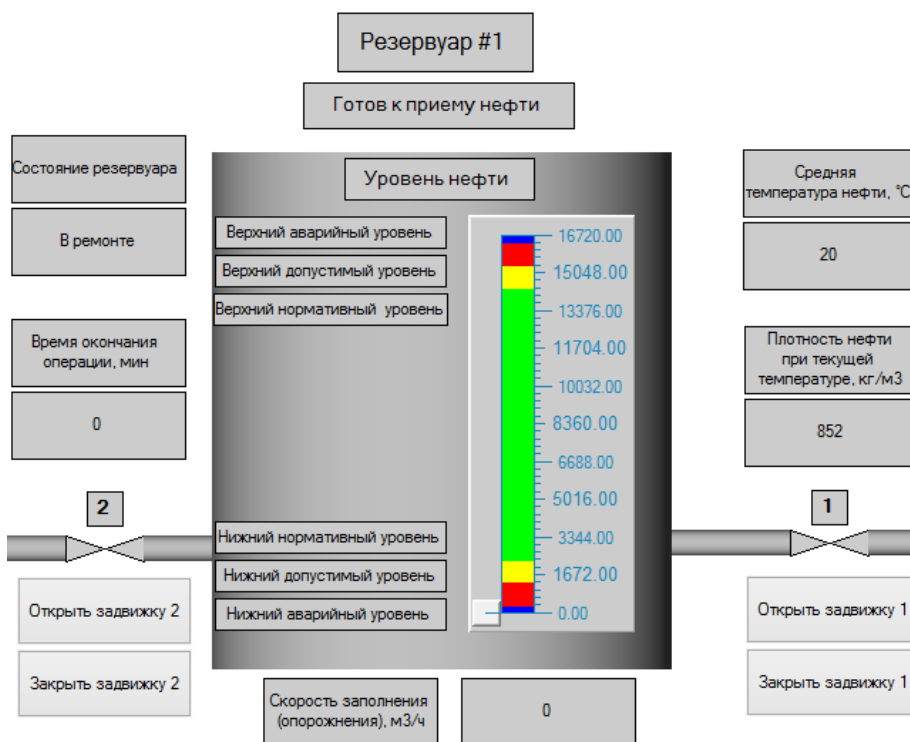 Резервуар #1
Готов к приему нефти
Состояние резервуара
В ремонте
Время окончания
операции, мин
0
2
Открыть задвижку 2
Закрыть задвижку 2
Уровень нефти
Верхний аварийный уровень
Верхний допустимый уровень
Верхний нормативный уровень
Нижний нормативный уровень
Нижний допустимый уровень
Нижний аварийный уровень
16720.00
15048.00
13376.00
11704.00
10032.00
8360.00
6688.00
5016.00
3344.00
1672.00
0.00
Средняя
температура нефти, °С
20
Плотность нефти
при текущей
температуре, кг/м3
852
1
Открыть задвижку 1
Закрыть задвижку 1
Скорость заполнения
(опорожнения), м3/ч
0